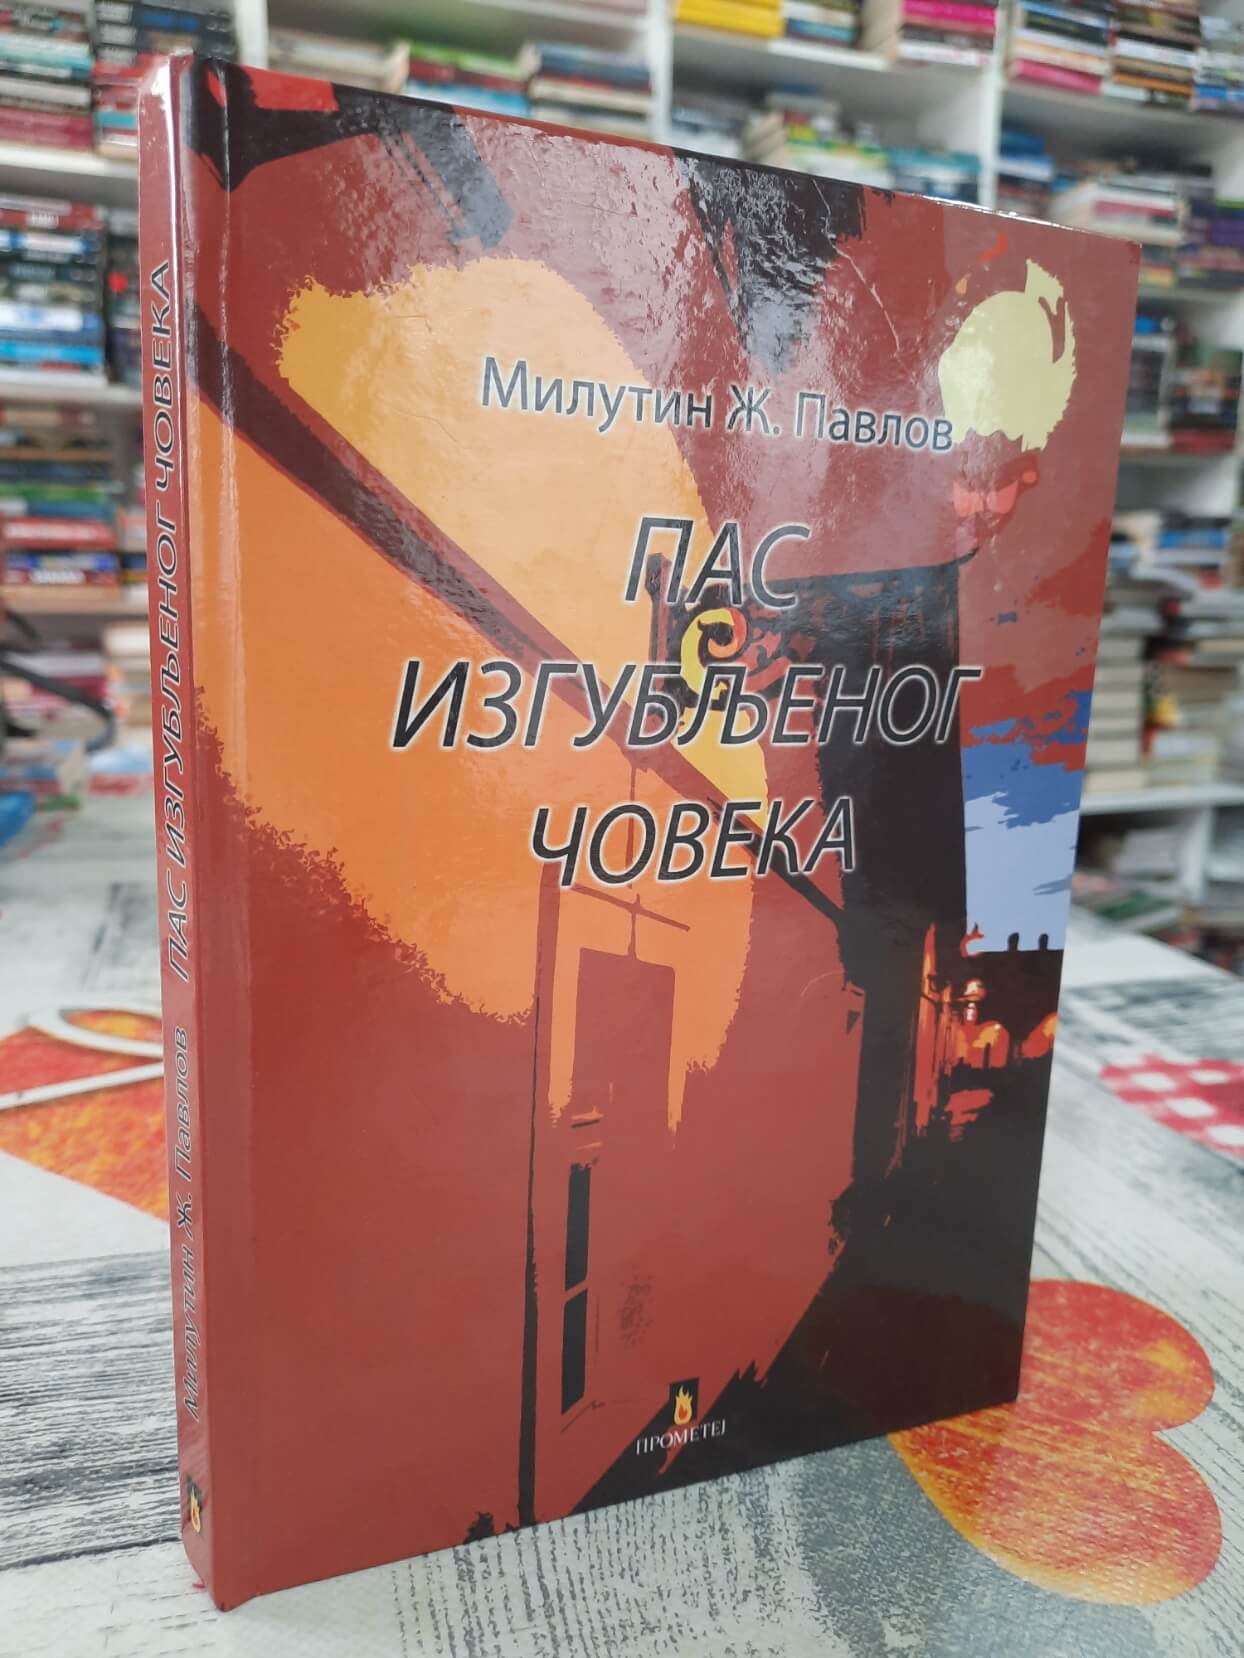 Милутин Ж. Павлов
ПАС
ИЗГУБЉЕНОГ
ЧОВЕКА
ПРОМЕТЕЈ
Милутин Ж. Павлов ПАС ИЗГУБЉЕНОГ ЧОВЕКА